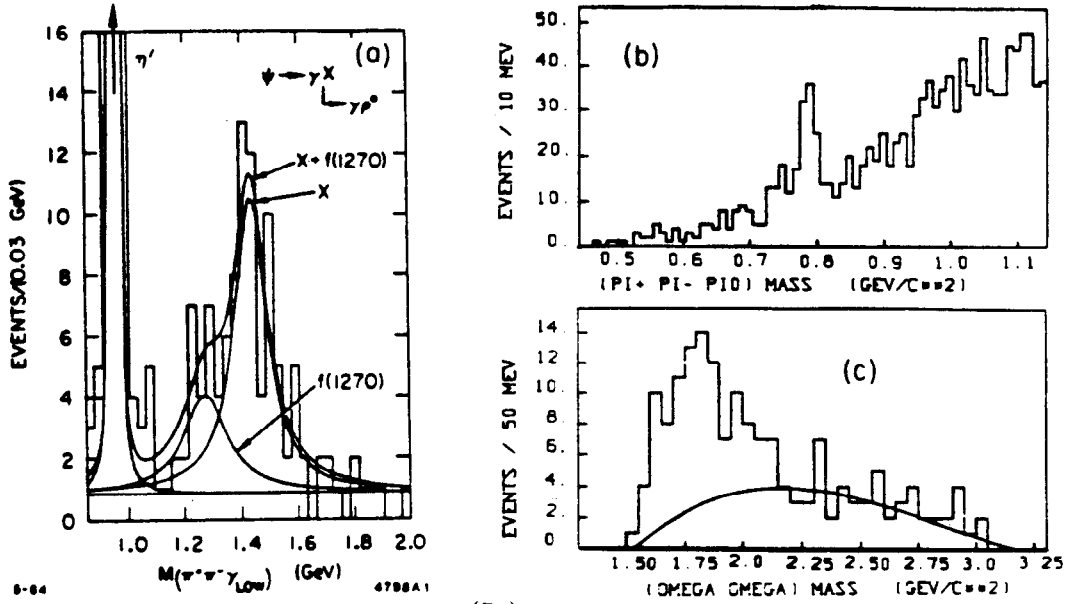 (a)
η′
ψ → γX
γρ°
X + f(1270)
X
f(1270)
EVENTS/0.03 GeV)
16
14
12
10
8
6
4
2
0
1.0 1.2 1.4 1.6 1.8 2.0
M(π⁺π⁻γLOW) (GeV)
6-84 4798A1
(b)
EVENTS / 10 MEV
50.
40.
30.
20.
10.
0.
0.5 0.6 0.7 0.8 0.9 1.0 1.1
(PI+ PI- PI0) MASS (GEV/C**2)
(c)
EVENTS / 50 MEV
14.
12.
10.
8.
6.
4.
2.
0.
1.50 1.75 2.0 2.25 2.50 2.75 3.0 3.25
(OMEGA OMEGA) MASS (GEV/C**2)